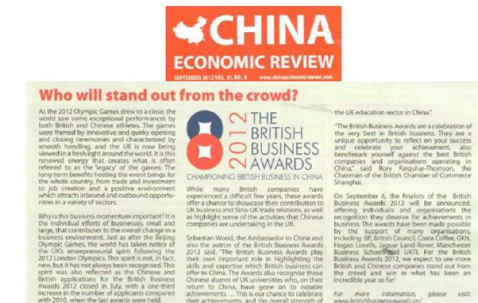 CHINA
ECONOMIC REVIEW
SEPTEMBER 2012 VOL. 21, NO. 8 www.chinaeconomicreview.com
Who will stand out from the crowd?
As the 2012 Olympic Games drew to a close, the
world saw some exceptional performances by
both British and Chinese athletes. The games
were framed by innovative and quirky opening
and closing ceremonies and characterized by
smooth handling, and the UK is now being
viewed in a fresh light around the world. It is this
renewed energy that creates what is often
referred to as the 'legacy' of the games: The
long-term benefits hosting the event brings for
the whole country, from trade and investment
to job creation and a positive environment
which attracts inbound and outbound opportu-
nities in a variety of sectors.
Why is this business momentum important? It is
the individual efforts of businesses, small and
large, that contributes to the overall change in a
business environment. Just as after the Beijing
Olympic Games, the world has taken notice of
the UK's entrepreneurial spirit following the
2012 London Olympics. This spirit is not, in fact,
new, but it has not always been recognised. This
spirit was also reflected as the Chinese and
British applications for the British Business
Awards 2012 closed in July, with a one-third
increase in the number of applicants compared
with 2010, when the last awards were held.
2012
THE
BRITISH
BUSINESS
AWARDS
CHAMPIONING BRITISH BUSINESS IN CHINA
While many British companies have
experienced a difficult few years, these awards
offer a chance to showcase their contribution to
UK business and Sino-UK trade relations, as well
as highlight some of the activities that Chinese
companies are undertaking in the UK.
Sebastian Wood, the Ambassador to China and
also the patron of the British Business Awards
2012 said, "The British Business Awards play
their own important role in highlighting the
skills and expertise which British business can
offer to China. The Awards also recognise those
Chinese alumni of UK universities who, on their
return to China, have gone on to notable
achievements ... This is our chance to celebrate
their achievements, and the overall strength of
the UK education sector in China."
"The British Business Awards are a celebration of
the very best in British business. They are a
unique opportunity to reflect on your success
and celebrate your achievement, also
benchmark yourself against the best British
companies and organisations operating in
China," said Rory Farquhar-Thomson, the
Chairman of the British Chamber of Commerce
Shanghai.
On September 6, the finalists of the British
Business Awards 2012 will be announced,
offering individuals and organisations the
recognition they deserve for achievements in
business. The awards have been made possible
by the support of many organisations,
including: BP, British Council, Costa Coffee, GKN,
Hogan Lovells, Jaguar Land Rover, Manchester
Business School and UKTI. For the British
Business Awards 2012, we expect to see more
British and Chinese companies stand out from
the crowd and win in what has been an
incredible year so far!
For more information, please visit:
www.britishbusinessawards.org